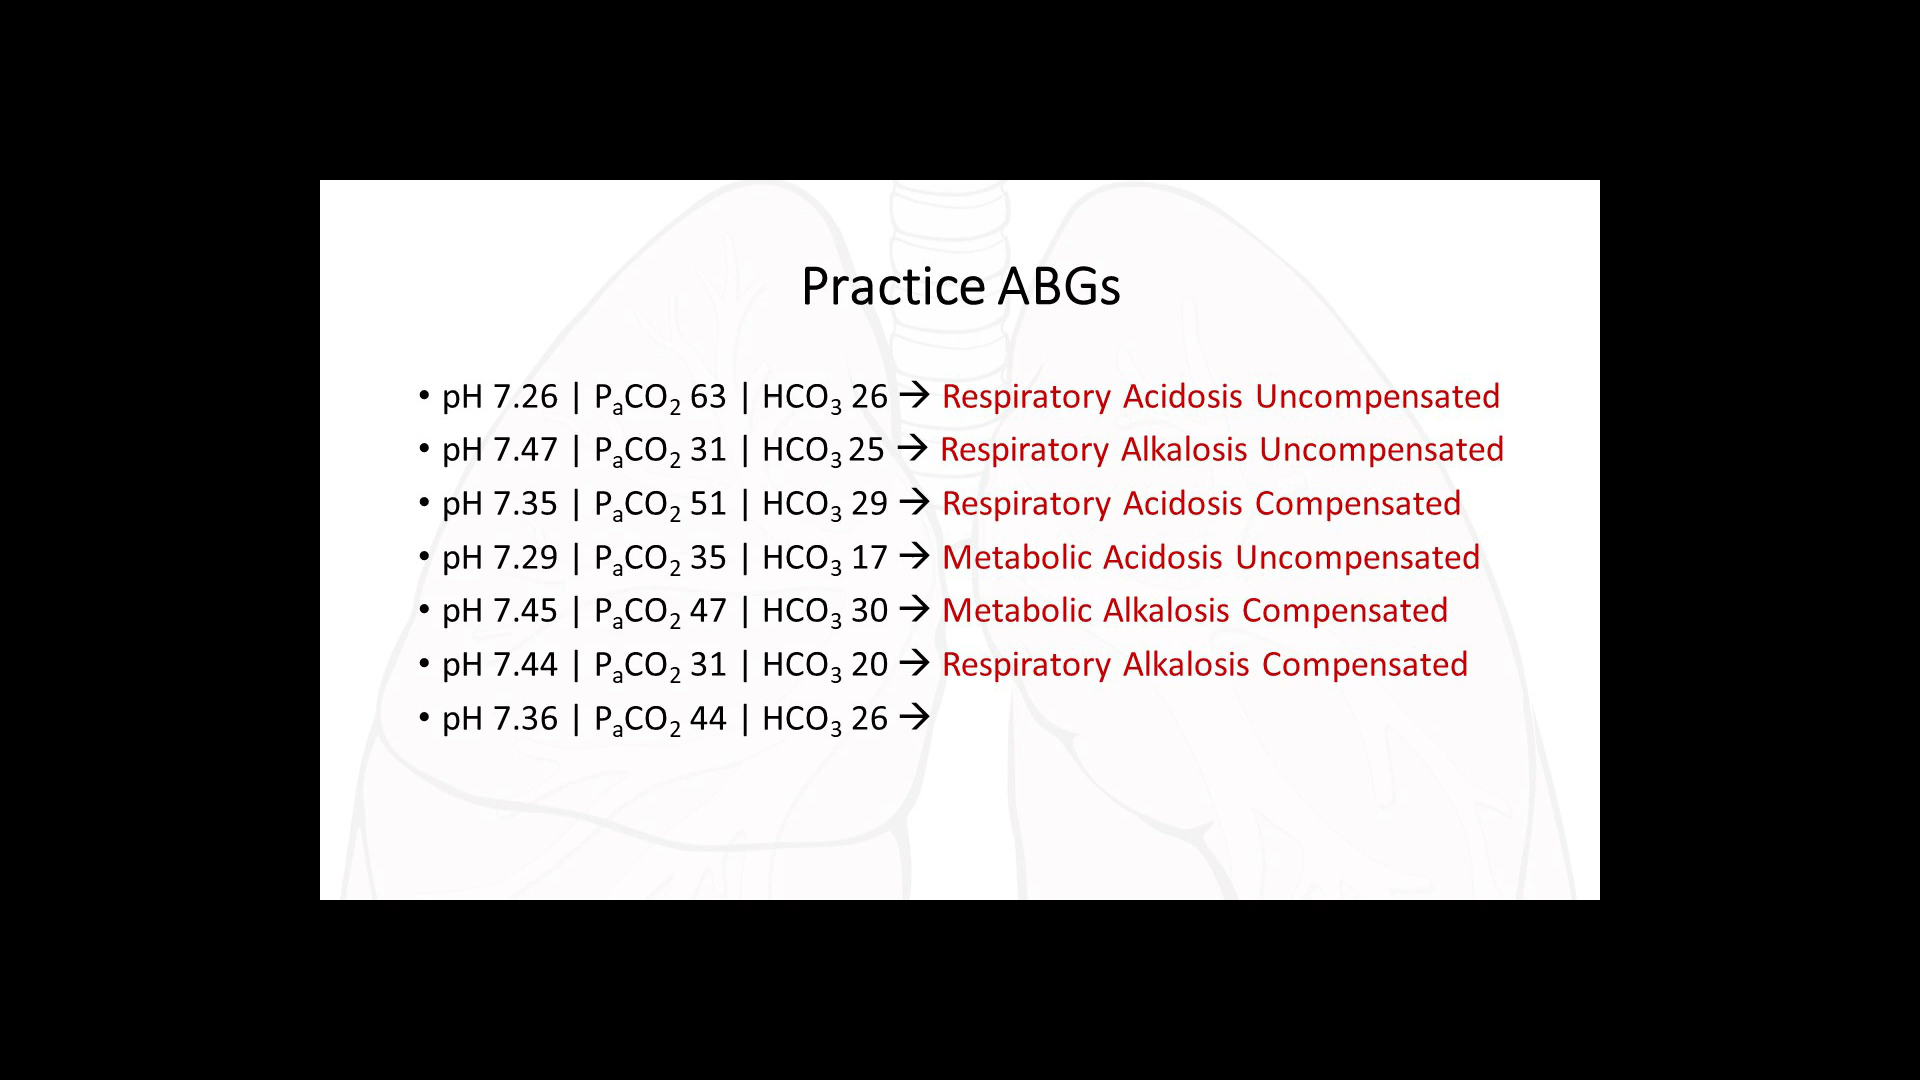 Practice ABGs
• pH 7.26 | PₐCO₂ 63 | HCO₃ 26 → Respiratory Acidosis Uncompensated
• pH 7.47 | PₐCO₂ 31 | HCO₃ 25 → Respiratory Alkalosis Uncompensated
• pH 7.35 | PₐCO₂ 51 | HCO₃ 29 → Respiratory Acidosis Compensated
• pH 7.29 | PₐCO₂ 35 | HCO₃ 17 → Metabolic Acidosis Uncompensated
• pH 7.45 | PₐCO₂ 47 | HCO₃ 30 → Metabolic Alkalosis Compensated
• pH 7.44 | PₐCO₂ 31 | HCO₃ 20 → Respiratory Alkalosis Compensated
• pH 7.36 | PₐCO₂ 44 | HCO₃ 26 →